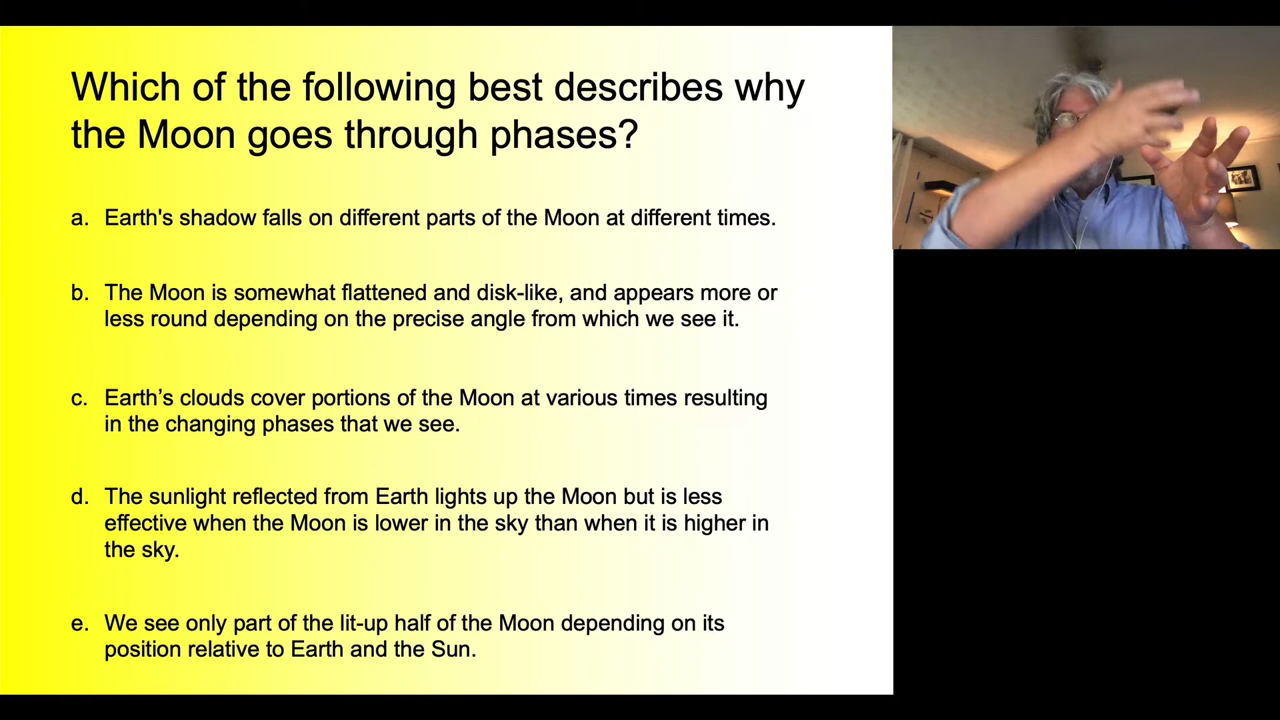 Which of the following best describes why
the Moon goes through phases?
a. Earth's shadow falls on different parts of the Moon at different times.
b. The Moon is somewhat flattened and disk-like, and appears more or
less round depending on the precise angle from which we see it.
c. Earth’s clouds cover portions of the Moon at various times resulting
in the changing phases that we see.
d. The sunlight reflected from Earth lights up the Moon but is less
effective when the Moon is lower in the sky than when it is higher in
the sky.
e. We see only part of the lit-up half of the Moon depending on its
position relative to Earth and the Sun.